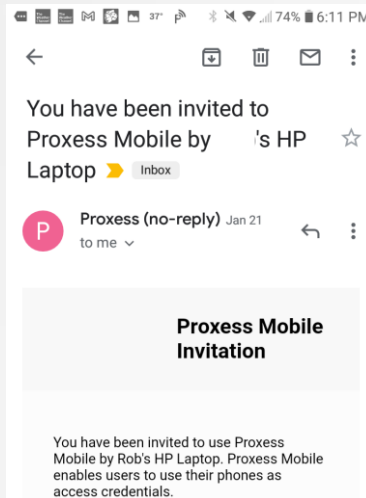 37° 74% 6:11 PM
You have been invited to
Proxess Mobile by 's HP
Laptop Inbox
P Proxess (no-reply) Jan 21
to me
Proxess Mobile
Invitation
You have been invited to use Proxess
Mobile by Rob's HP Laptop. Proxess Mobile
enables users to use their phones as
access credentials.